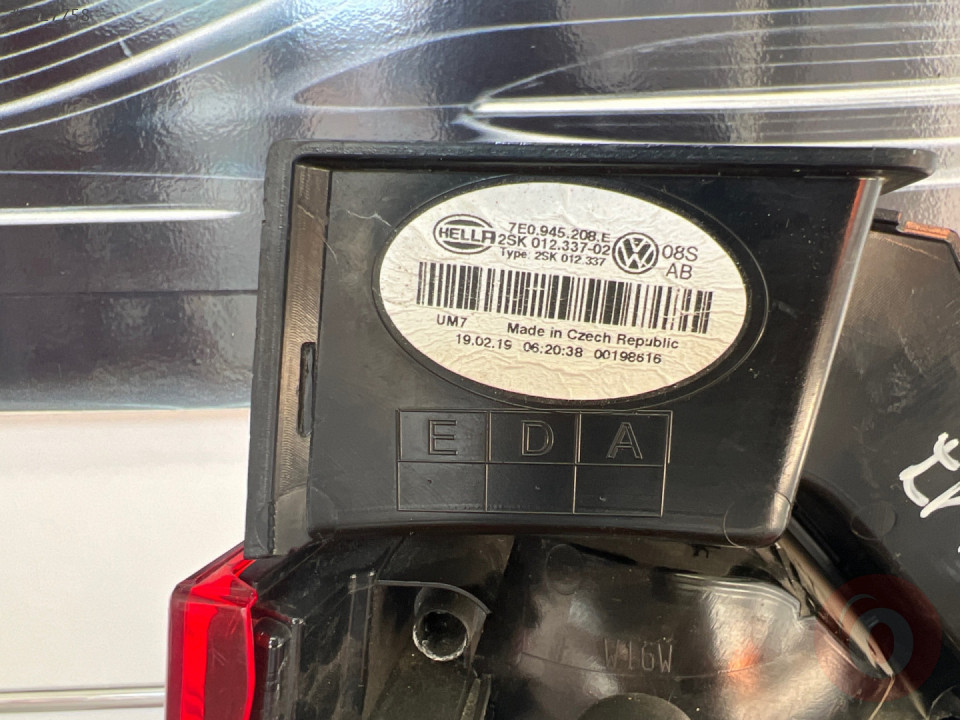 HELLA
7E0.945.208.E
2SK 012.337-02
Type: 2SK 012.337
08S
AB
UM7 Made in Czech Republic
19.02.19 06:20:38 00198616
E D A
W16W